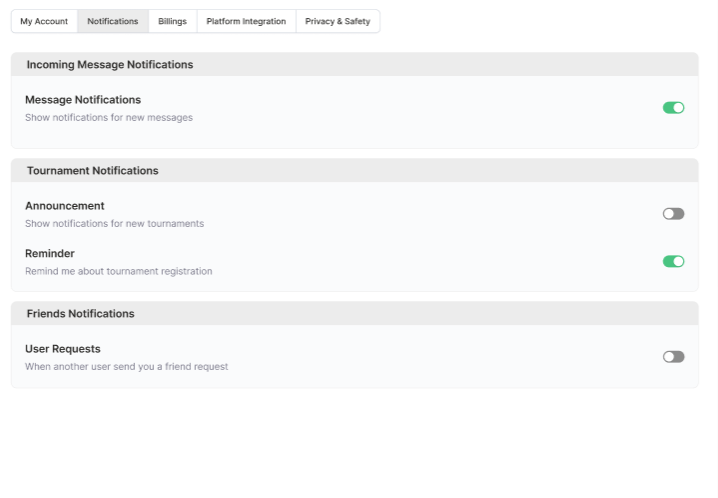 My Account
Notifications
Billings
Platform Integration
Privacy & Safety
Incoming Message Notifications
Message Notifications
Show notifications for new messages
Tournament Notifications
Announcement
Show notifications for new tournaments
Reminder
Remind me about tournament registration
Friends Notifications
User Requests
When another user send you a friend request